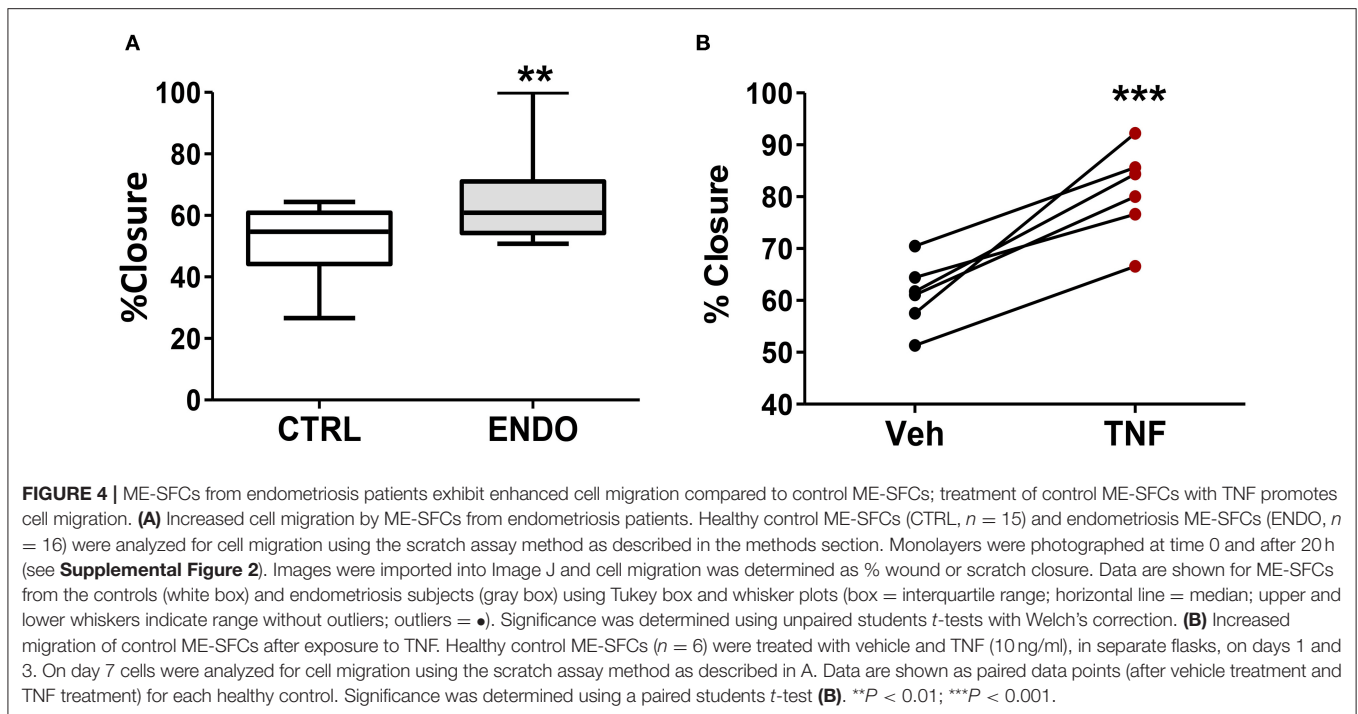 A
**
100
80
60
40
20
0
%Closure
CTRL
ENDO
B
***
100
90
80
70
60
50
40
% Closure
Veh
TNF
FIGURE 4 | ME-SFCs from endometriosis patients exhibit enhanced cell migration compared to control ME-SFCs; treatment of control ME-SFCs with TNF promotes
cell migration. (A) Increased cell migration by ME-SFCs from endometriosis patients. Healthy control ME-SFCs (CTRL, n = 15) and endometriosis ME-SFCs (ENDO, n
= 16) were analyzed for cell migration using the scratch assay method as described in the methods section. Monolayers were photographed at time 0 and after 20 h
(see Supplemental Figure 2). Images were imported into Image J and cell migration was determined as % wound or scratch closure. Data are shown for ME-SFCs
from the controls (white box) and endometriosis subjects (gray box) using Tukey box and whisker plots (box = interquartile range; horizontal line = median; upper and
lower whiskers indicate range without outliers; outliers = •). Significance was determined using unpaired students t-tests with Welch's correction. (B) Increased
migration of control ME-SFCs after exposure to TNF. Healthy control ME-SFCs (n = 6) were treated with vehicle and TNF (10 ng/ml), in separate flasks, on days 1 and
3. On day 7 cells were analyzed for cell migration using the scratch assay method as described in A. Data are shown as paired data points (after vehicle treatment and
TNF treatment) for each healthy control. Significance was determined using a paired students t-test (B). **P < 0.01; ***P < 0.001.